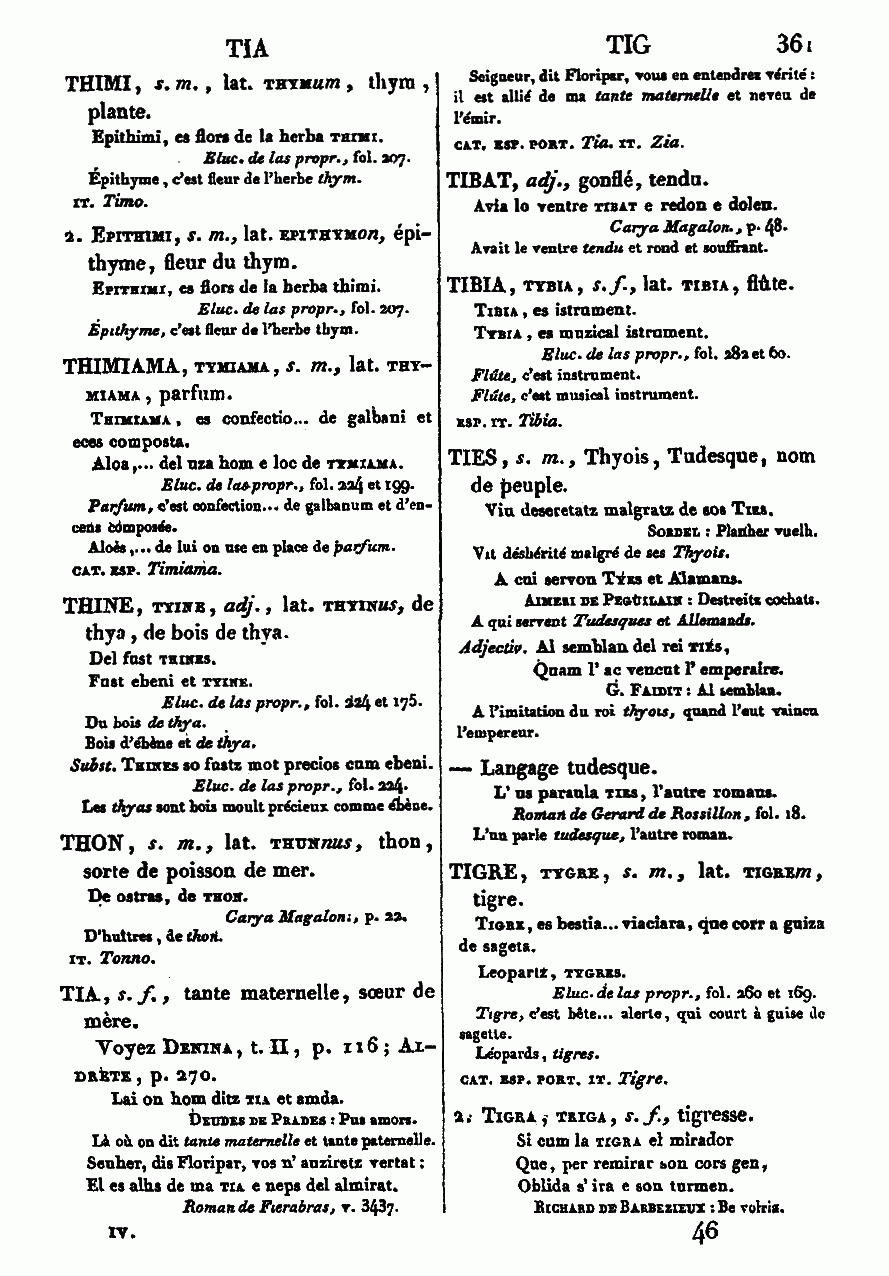 TIA
TIG
361
THIMI, s. m., lat. THYMum, thym,
plante.
Epithimi, es flors de la herba THIMI.
Eluc. de las propr., fol. 207.
Épithyme, c'est fleur de l'herbe thym.
IT. Timo.
2. EPITHIMI, s. m., lat. EPITHYMon, épi-
thyme, fleur du thym.
EPITHIMI, es flors de la herba thimi.
Eluc. de las propr., fol. 207.
Épithyme, c'est fleur de l'herbe thym.
THIMIAMA, TYMIAMA, s. m., lat. THY-
MIAMA, parfum.
THIMIAMA, es confectio... de galbani et
eces composta.
Aloa,... del uza hom e loc de TYMIAMA.
Eluc. de las propr., fol. 224 et 199.
Parfum, c'est confection... de galbanum et d'en-
cens composée.
Aloès,... de lui on use en place de parfum.
CAT. ESP. Timiama.
THINE, TYINE, adj., lat. THYINus, de
thya, de bois de thya.
Del fust THINES.
Fust ebeni et TYINE.
Eluc. de las propr., fol. 224 et 175.
Du bois de thya.
Bois d'ébène et de thya.
Subst. THINES so fustz mot precios cum ebeni.
Eluc. de las propr., fol. 224.
Les thyas sont bois moult précieux comme ébène.
THON, s. m., lat. THUNnus, thon,
sorte de poisson de mer.
De ostras, de THON.
Carya Magalon., p. 22.
D'huîtres, de thon.
IT. Tonno.
TIA, s. f., tante maternelle, sœur de
mère.
Voyez DENINA, t. II, p. 116; AL-
DRÈTE, p. 270.
Lai on hom ditz TIA et amda.
DEUDES DE PRADES : Pus amors.
Là où on dit tante maternelle et tante paternelle.
Senher, dis Floripar, vos n' auziretz vertat;
El es alhs de ma TIA e neps del almirat.
Roman de Fierabras, v. 3437.
IV.
Seigneur, dit Floripar, vous en entendrez vérité:
il est allié de ma tante maternelle et neveu de
l'émir.
CAT. ESP. PORT. Tia. IT. Zia.
TIBAT, adj., gonflé, tendu.
Avia lo ventre TIBAT e redon e dolen.
Carya Magalon., p. 48.
Avait le ventre tendu et rond et souffrant.
TIBIA, TYBIA, s. f., lat. TIBIA, flûte.
TIBIA, es istrument.
TYBIA, es muzical istrument.
Eluc. de las propr., fol. 282 et 60.
Flûte, c'est instrument.
Flûte, c'est musical instrument.
ESP. IT. Tibia.
TIES, s. m., Thyois, Tudesque, nom
de peuple.
Viu deseretatz malgratz de sos TIES.
SORDEL : Planher vuelh.
Vit déshérité malgré de ses Thyois.
A cui servon TIES et Alamans.
AIMERI DE PEGUILAIN : Destreitz cochats.
A qui servent Tudesques et Allemands.
Adjectiv. Al semblan del rei TIES,
Quam l' ac vencut l' emperaire.
G. FAIDIT : Al semblan.
A l'imitation du roi thyois, quand l'eut vaincu
l'empereur.
— Langage tudesque.
L' us paraula TIES, l'autre romans.
Roman de Gerard de Rossillon, fol. 18.
L'un parle tudesque, l'autre roman.
TIGRE, TYGRE, s. m., lat. TIGREm,
tigre.
TIGRE, es bestia... viaciara, que corr a guiza
de sageta.
Leopartz, TYGRES.
Eluc. de las propr., fol. 260 et 169.
Tigre, c'est bête... alerte, qui court à guise de
sagette.
Léopards, tigres.
CAT. ESP. PORT. IT. Tigre.
2. TIGRA, TRIGA, s. f., tigresse.
Si cum la TIGRA el mirador
Que, per remirar son cors gen,
Oblida s' ira e son turmen.
RICHARD DE BARBEZIEUX : Be volria.
46